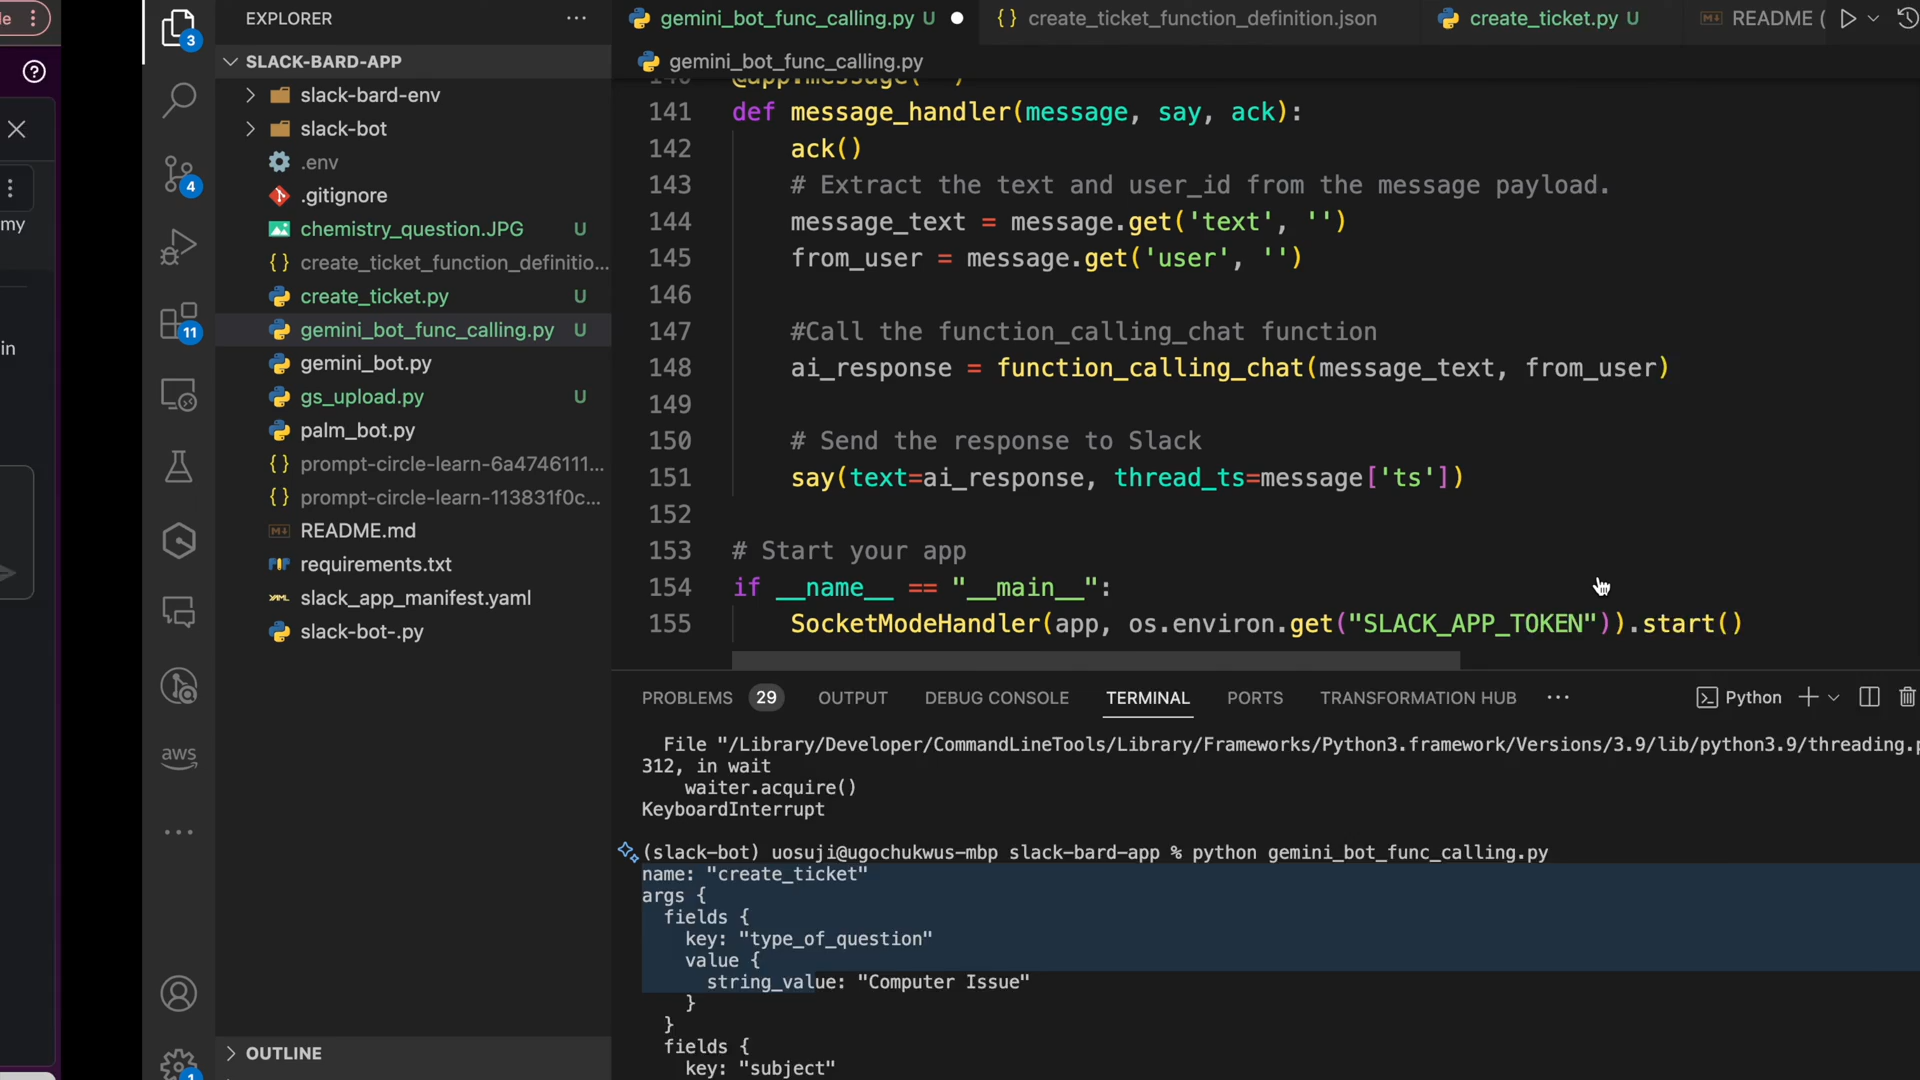 le
my
in
3
4
11
aws
1
EXPLORER
SLACK-BARD-APP
slack-bard-env
slack-bot
.env
.gitignore
chemistry_question.JPG U
{} create_ticket_function_definitio...
create_ticket.py U
gemini_bot_func_calling.py U
gemini_bot.py
gs_upload.py U
palm_bot.py
{} prompt-circle-learn-6a4746111...
{} prompt-circle-learn-113831f0c...
README.md
requirements.txt
slack_app_manifest.yaml
slack-bot-.py
OUTLINE
gemini_bot_func_calling.py U
{} create_ticket_function_definition.json
create_ticket.py U
README (
gemini_bot_func_calling.py
141 def message_handler(message, say, ack):
142 ack()
143 # Extract the text and user_id from the message payload.
144 message_text = message.get('text', '')
145 from_user = message.get('user', '')
146
147 #Call the function_calling_chat function
148 ai_response = function_calling_chat(message_text, from_user)
149
150 # Send the response to Slack
151 say(text=ai_response, thread_ts=message['ts'])
152
153 # Start your app
154 if __name__ == "__main__":
155 SocketModeHandler(app, os.environ.get("SLACK_APP_TOKEN")).start()
PROBLEMS 29 OUTPUT DEBUG CONSOLE TERMINAL PORTS TRANSFORMATION HUB ... Python
File "/Library/Developer/CommandLineTools/Library/Frameworks/Python3.framework/Versions/3.9/lib/python3.9/threading.p
312, in wait
waiter.acquire()
KeyboardInterrupt
(slack-bot) uosuji@ugochukwus-mbp slack-bard-app % python gemini_bot_func_calling.py
name: "create_ticket"
args {
fields {
key: "type_of_question"
value {
string_value: "Computer Issue"
}
}
fields {
key: "subject"